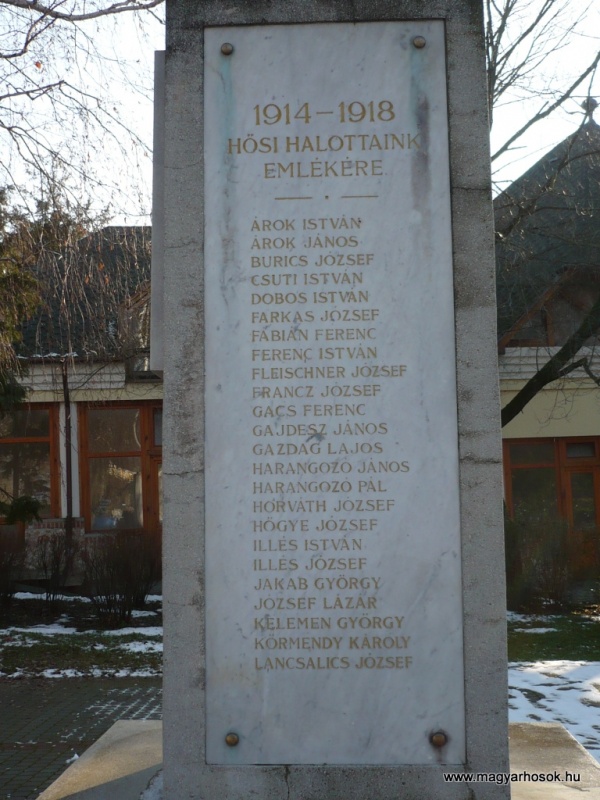 1914–1918
HŐSI HALOTTAINK
EMLÉKÉRE
ÁROK ISTVÁN
ÁROK JÁNOS
BURICS JÓZSEF
CSUTI ISTVÁN
DOBOS ISTVÁN
FARKAS JÓZSEF
FÁBIÁN FERENC
FERENC ISTVÁN
FLEISCHNER JÓZSEF
FRANCZ JÓZSEF
GÁCS FERENC
GAJDESZ JÁNOS
GAZDAG LAJOS
HARANGOZÓ JÁNOS
HARANGOZÓ PÁL
HORVÁTH JÓZSEF
HŐGYE JÓZSEF
ILLÉS ISTVÁN
ILLÉS JÓZSEF
JAKAB GYÖRGY
JÓZSEF LÁZÁR
KELEMEN GYÖRGY
KÖRMENDY KÁROLY
LANCSALICS JÓZSEF
www.magyarhosok.hu